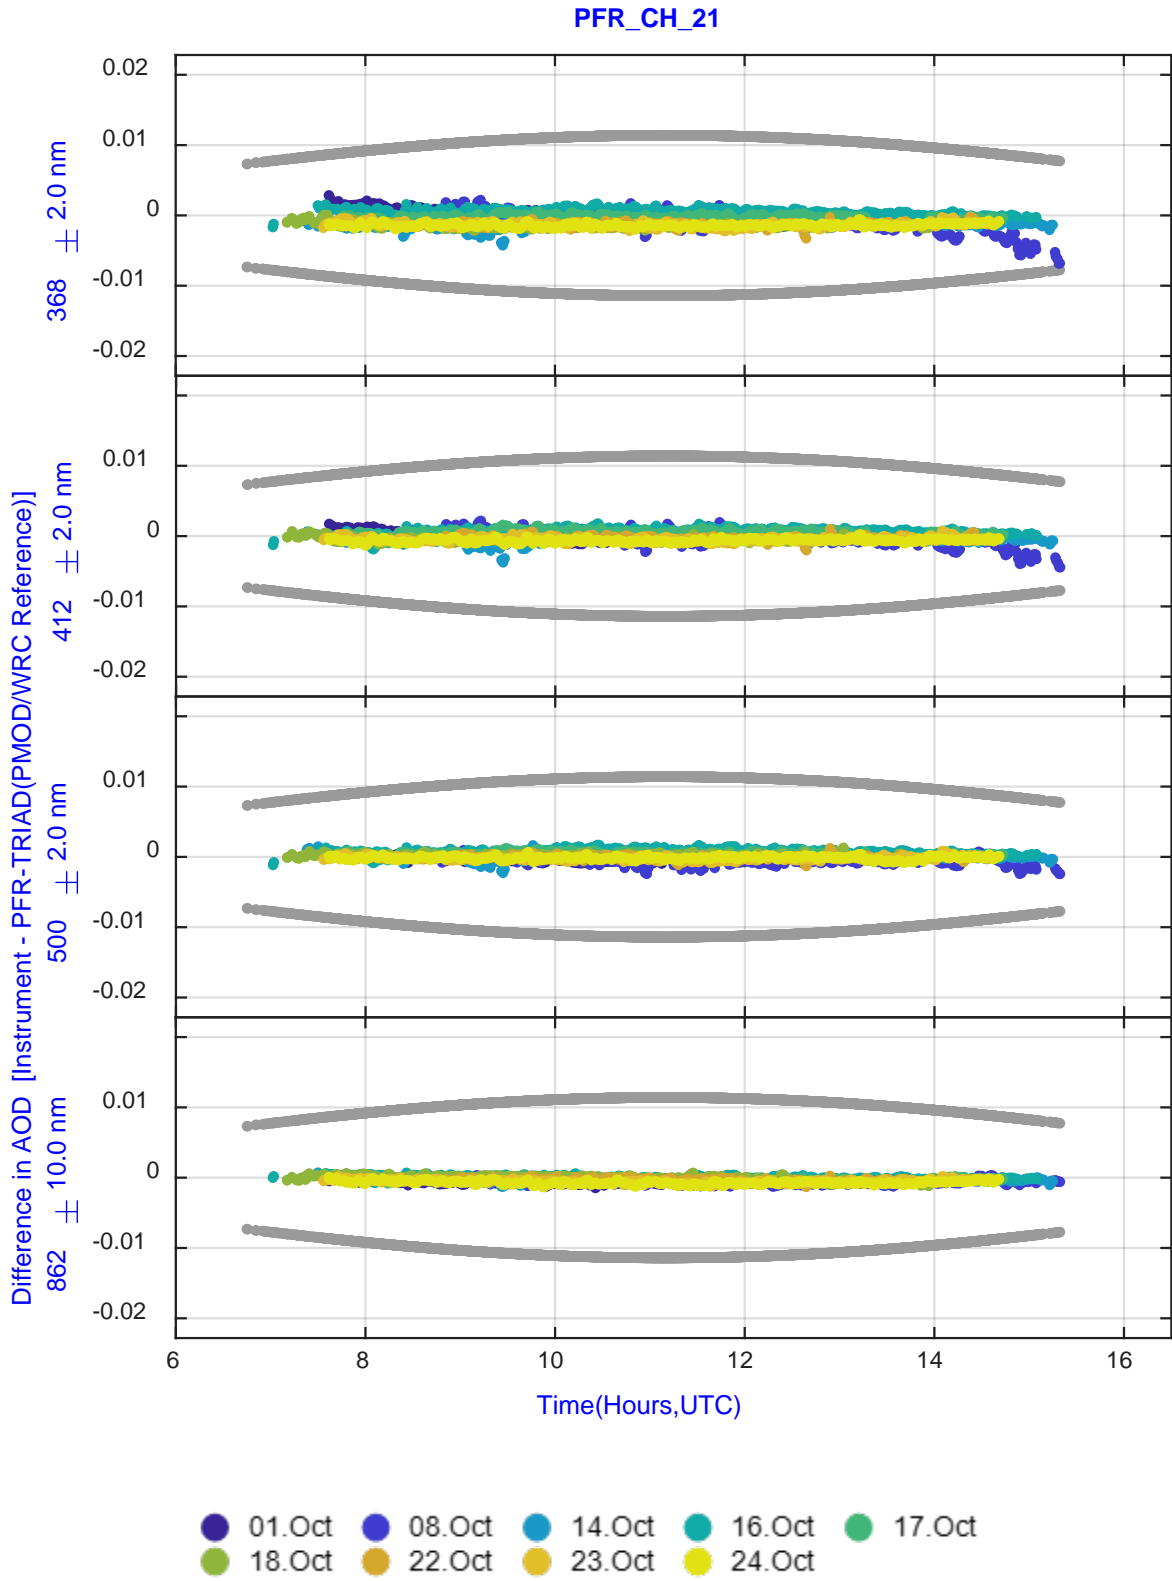 PFR_CH_21
0.02
0.01
0
-0.01
-0.02
368 ± 2.0 nm
0.01
0
-0.01
-0.02
412 ± 2.0 nm
0.01
0
-0.01
-0.02
500 ± 2.0 nm
0.01
0
-0.01
-0.02
862 ± 10.0 nm
Difference in AOD [Instrument - PFR-TRIAD(PMOD/WRC Reference)]
6 8 10 12 14 16
Time(Hours,UTC)
01.Oct 08.Oct 14.Oct 16.Oct 17.Oct
18.Oct 22.Oct 23.Oct 24.Oct